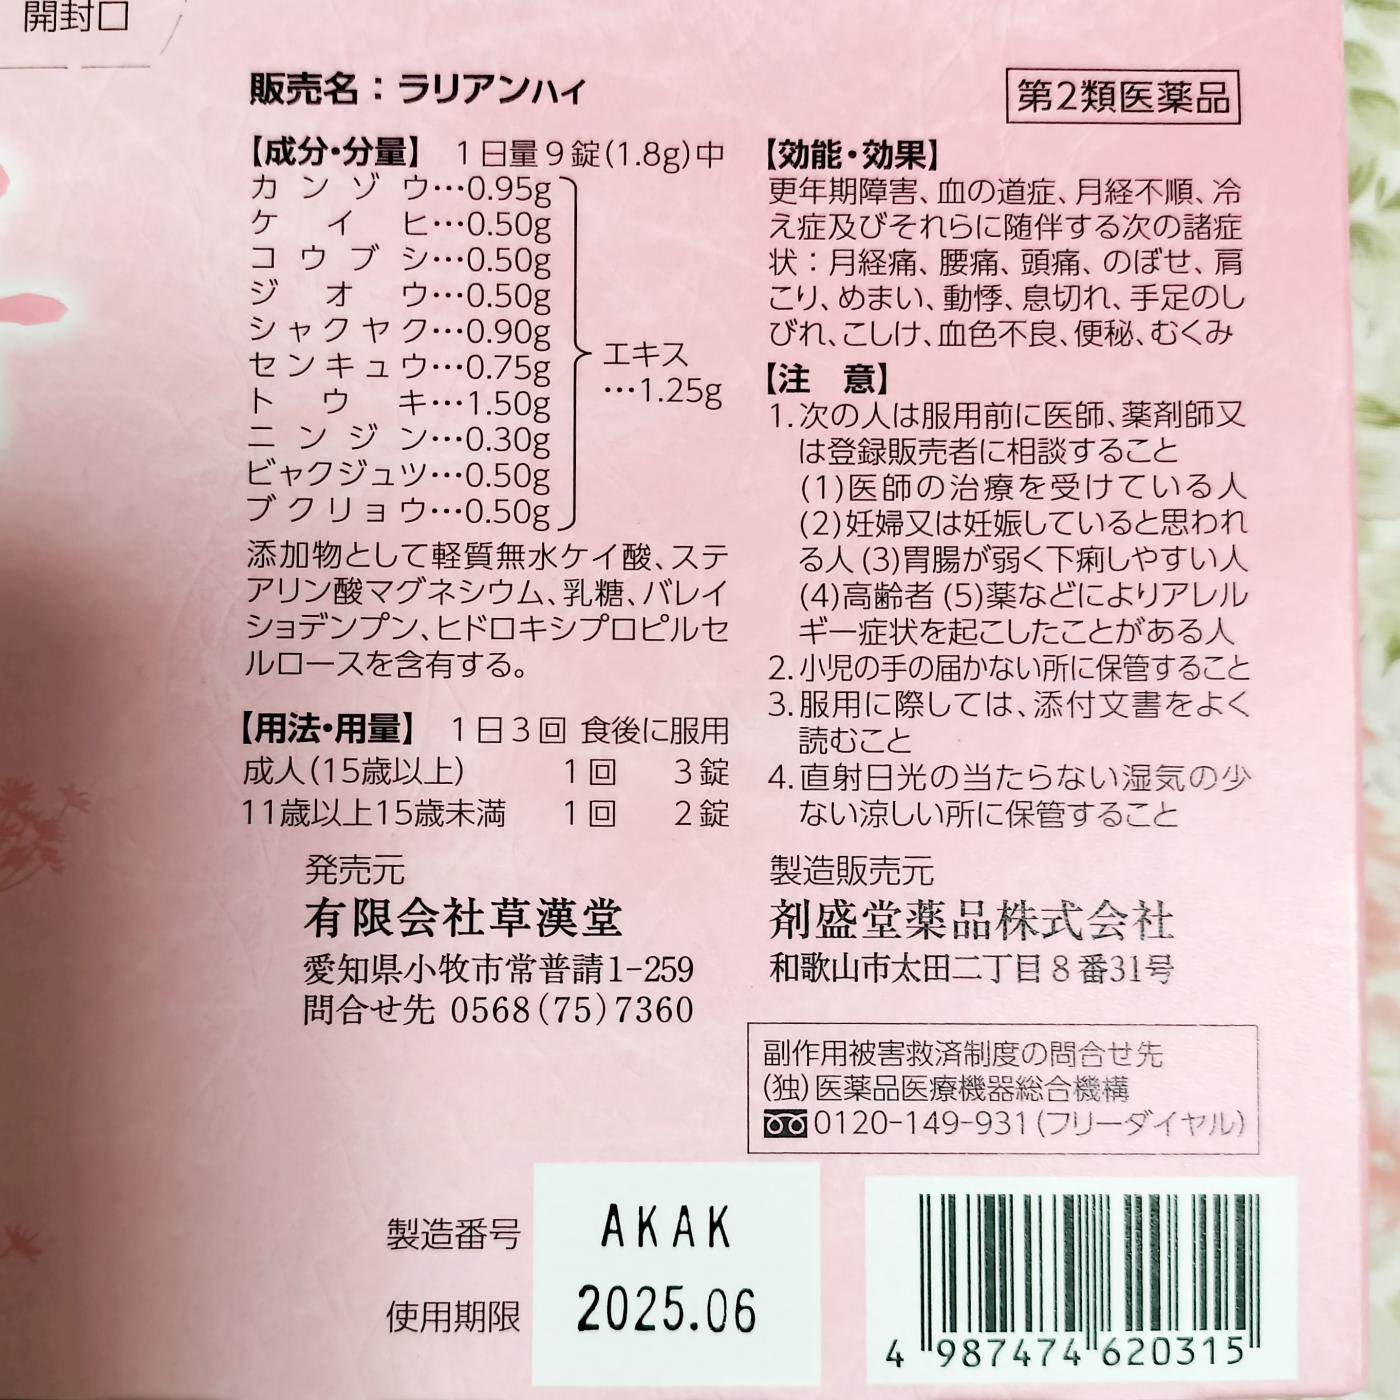 開封口
販売名：ラリアンハイ
第2類医薬品
【成分・分量】 1日量9錠(1.8g)中
カンゾウ…0.95g
ケイヒ…0.50g
コウブシ…0.50g
ジオウ…0.50g
シャクヤク…0.90g
センキュウ…0.75g
トウキ…1.50g
ニンジン…0.30g
ビャクジュツ…0.50g
ブクリョウ…0.50g
エキス
…1.25g
添加物として軽質無水ケイ酸、ステ
アリン酸マグネシウム、乳糖、バレイ
ショデンプン、ヒドロキシプロピルセ
ルロースを含有する。
【用法・用量】 1日3回 食後に服用
成人(15歳以上) 1回 3錠
11歳以上15歳未満 1回 2錠
【効能・効果】
更年期障害、血の道症、月経不順、冷
え症及びそれらに随伴する次の諸症
状：月経痛、腰痛、頭痛、のぼせ、肩
こり、めまい、動悸、息切れ、手足のし
びれ、こしけ、血色不良、便秘、むくみ
【注 意】
1.次の人は服用前に医師、薬剤師又
は登録販売者に相談すること
(1)医師の治療を受けている人
(2)妊婦又は妊娠していると思われ
る人 (3)胃腸が弱く下痢しやすい人
(4)高齢者 (5)薬などによりアレル
ギー症状を起こしたことがある人
2.小児の手の届かない所に保管すること
3.服用に際しては、添付文書をよく
読むこと
4.直射日光の当たらない湿気の少
ない涼しい所に保管すること
発売元
有限会社草漢堂
愛知県小牧市常普請1-259
問合せ先 0568(75)7360
製造販売元
剤盛堂薬品株式会社
和歌山市太田二丁目8番31号
副作用被害救済制度の問合せ先
(独)医薬品医療機器総合機構
0120-149-931(フリーダイヤル)
製造番号 AKAK
使用期限 2025.06
4 987474 620315